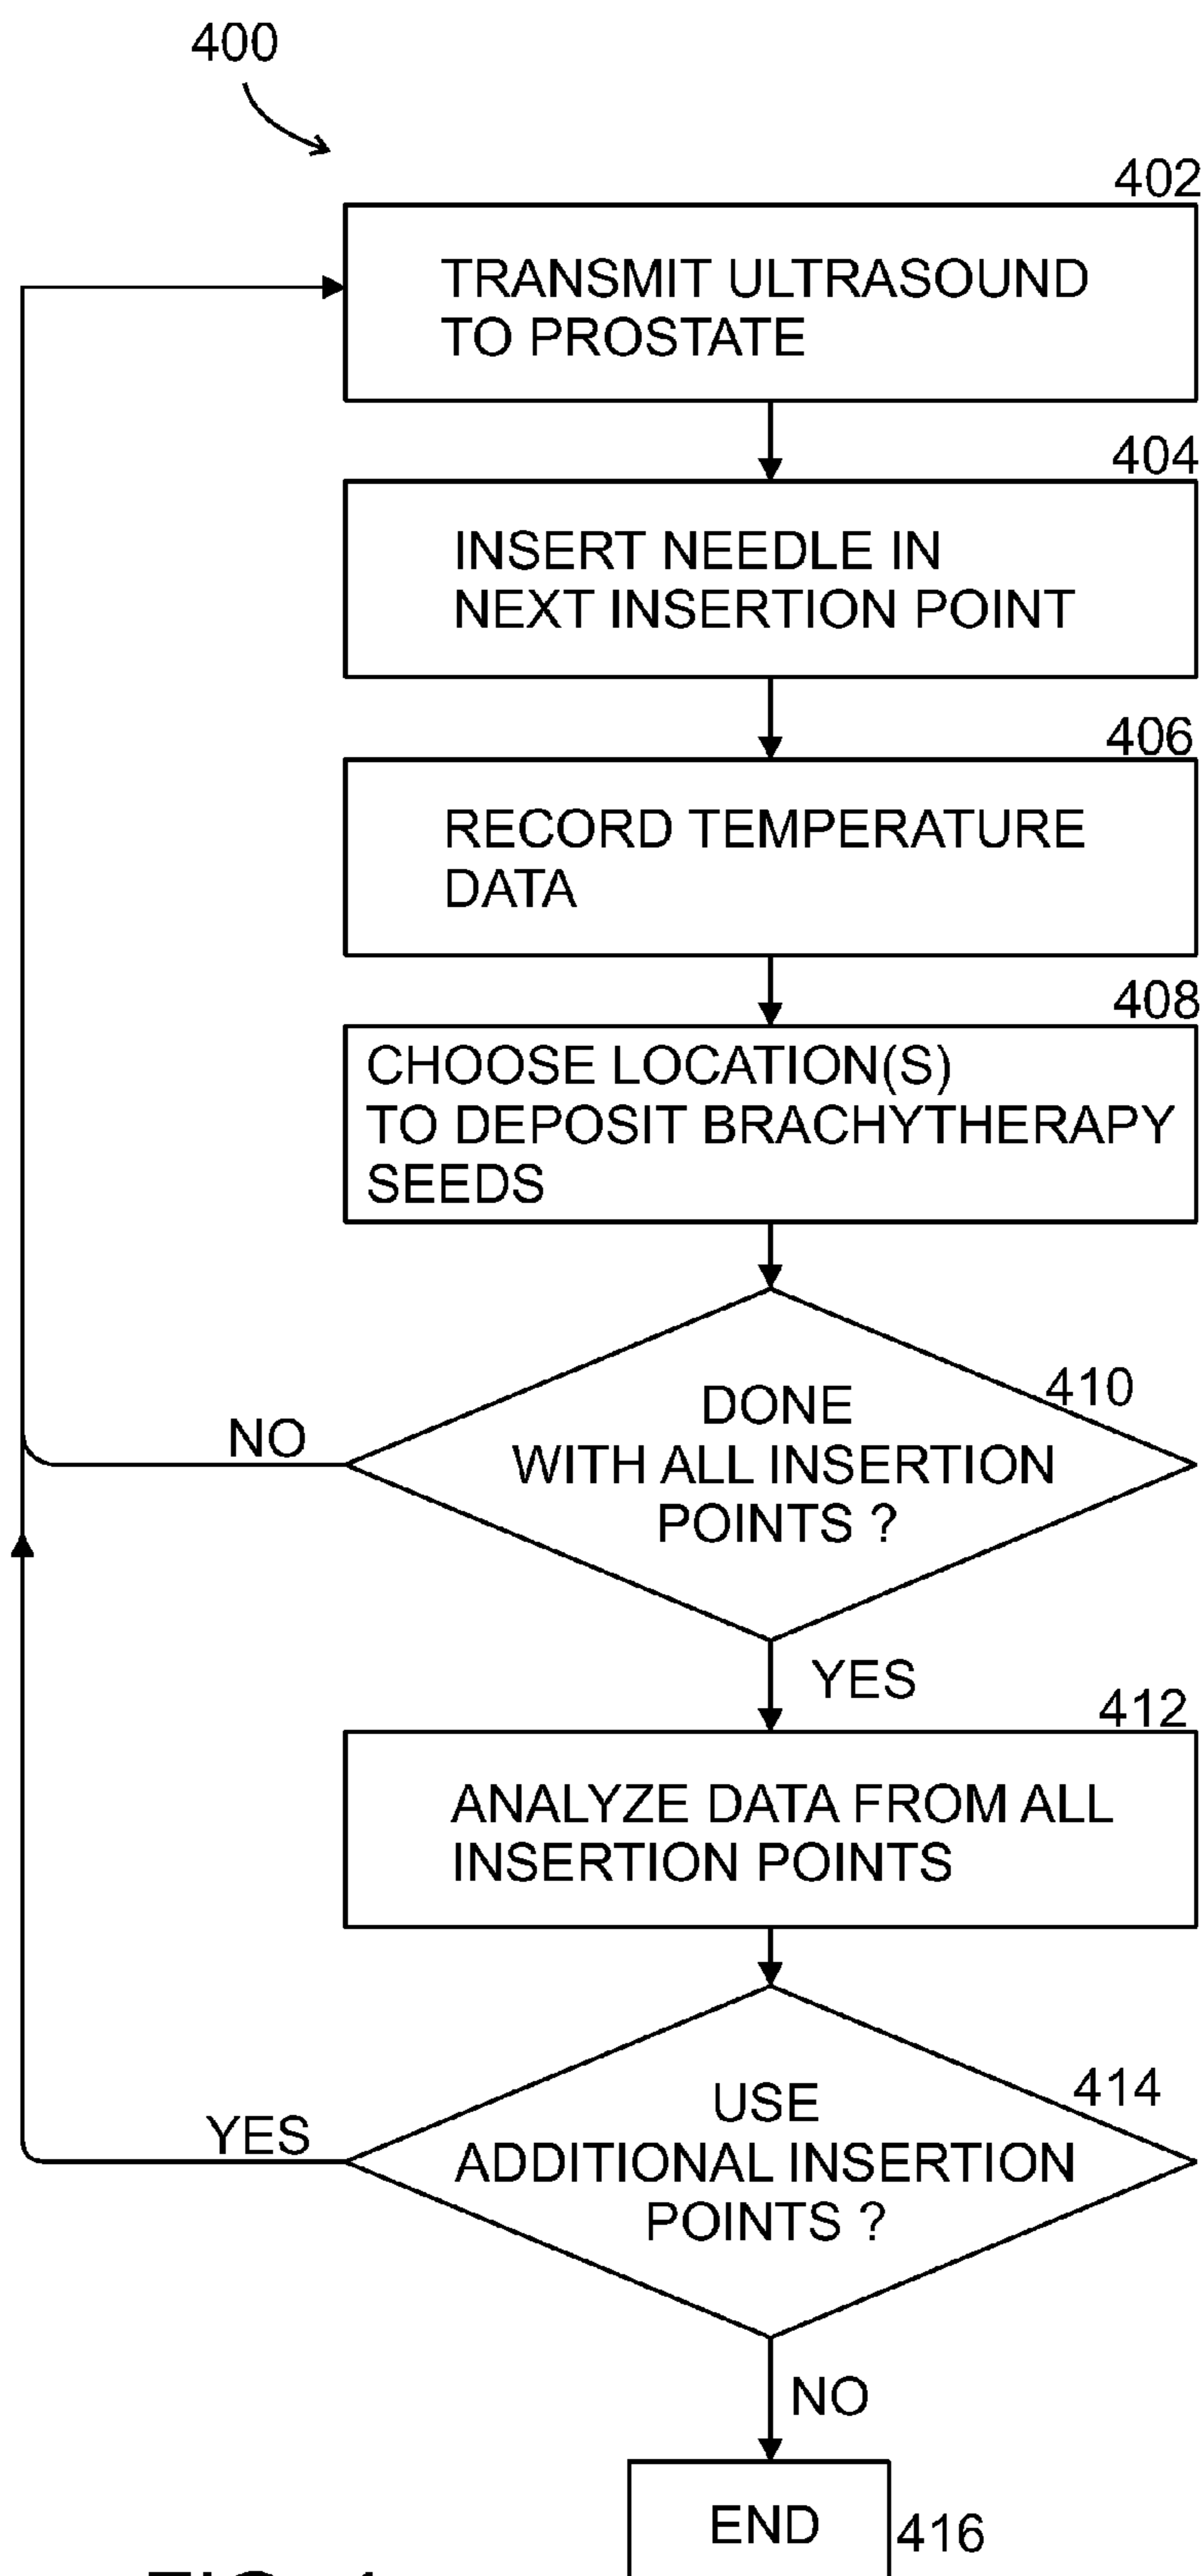 400
402
TRANSMIT ULTRASOUND
TO PROSTATE
404
INSERT NEEDLE IN
NEXT INSERTION POINT
406
RECORD TEMPERATURE
DATA
408
CHOOSE LOCATION(S)
TO DEPOSIT BRACHYTHERAPY
SEEDS
410
DONE
WITH ALL INSERTION
POINTS ?
NO
YES
412
ANALYZE DATA FROM ALL
INSERTION POINTS
414
USE
ADDITIONAL INSERTION
POINTS ?
YES
NO
END
416